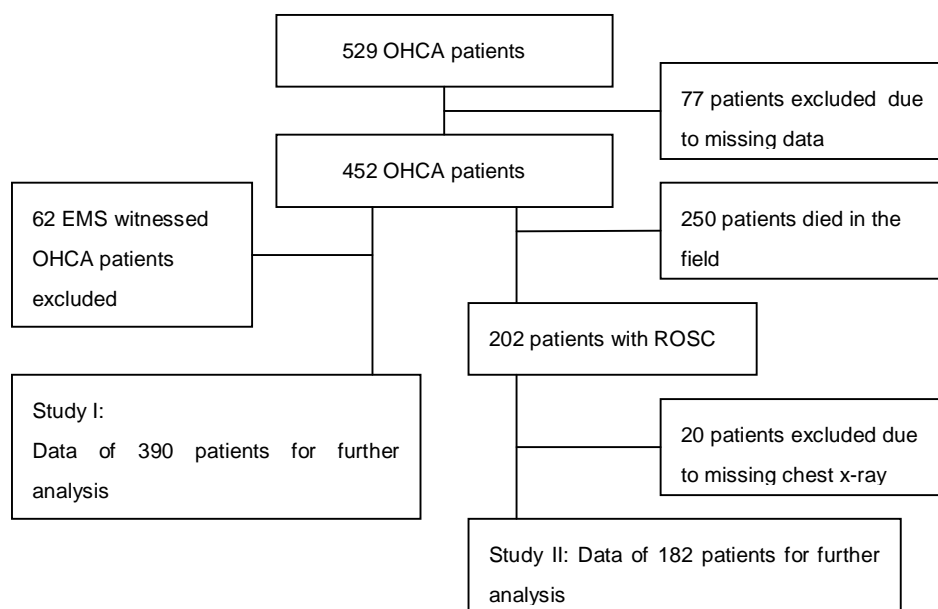 529 OHCA patients
77 patients excluded due
to missing data
452 OHCA patients
62 EMS witnessed
OHCA patients
excluded
250 patients died in the
field
202 patients with ROSC
Study I:
Data of 390 patients for further
analysis
20 patients excluded due
to missing chest x-ray
Study II: Data of 182 patients for further
analysis